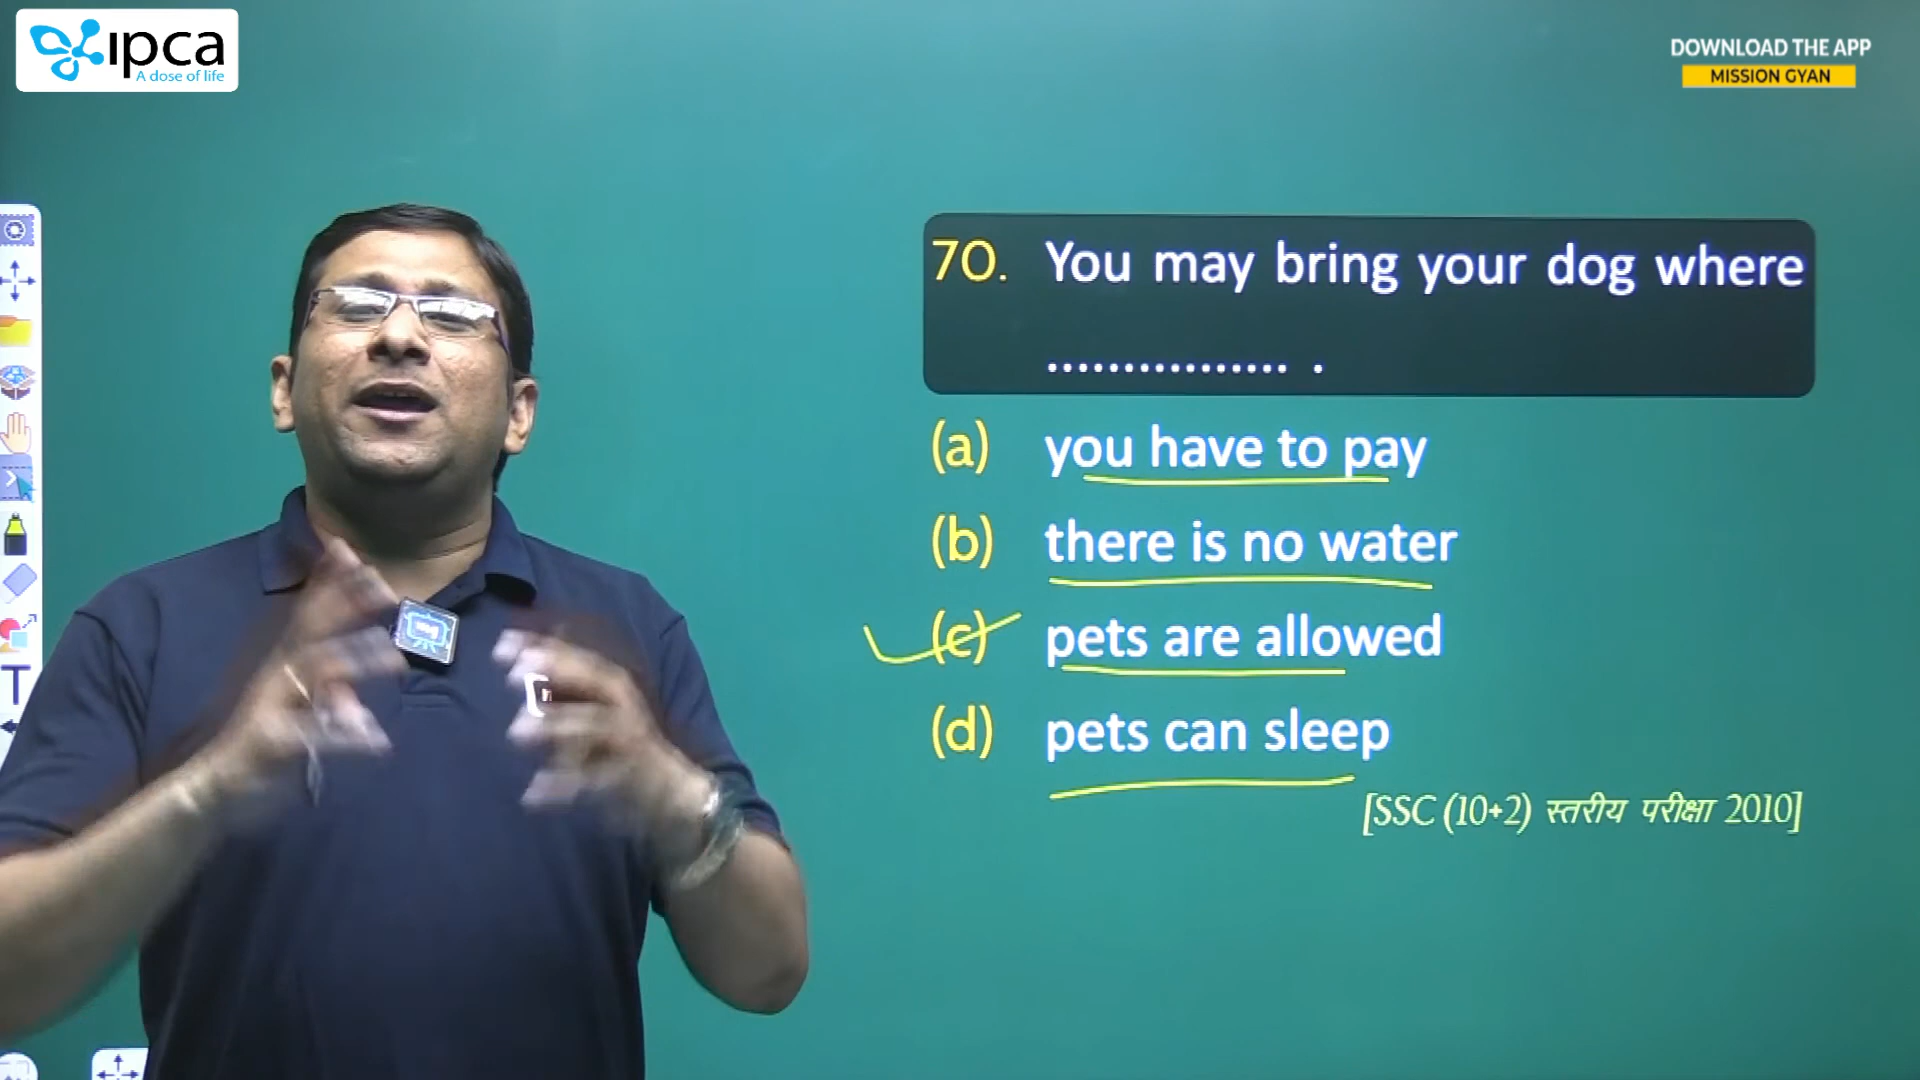 ipca
A dose of life
DOWNLOAD THE APP
MISSION GYAN
70. You may bring your dog where
................ .
(a) you have to pay
(b) there is no water
(c) pets are allowed
(d) pets can sleep
[SSC (10+2) स्तरीय परीक्षा 2010]